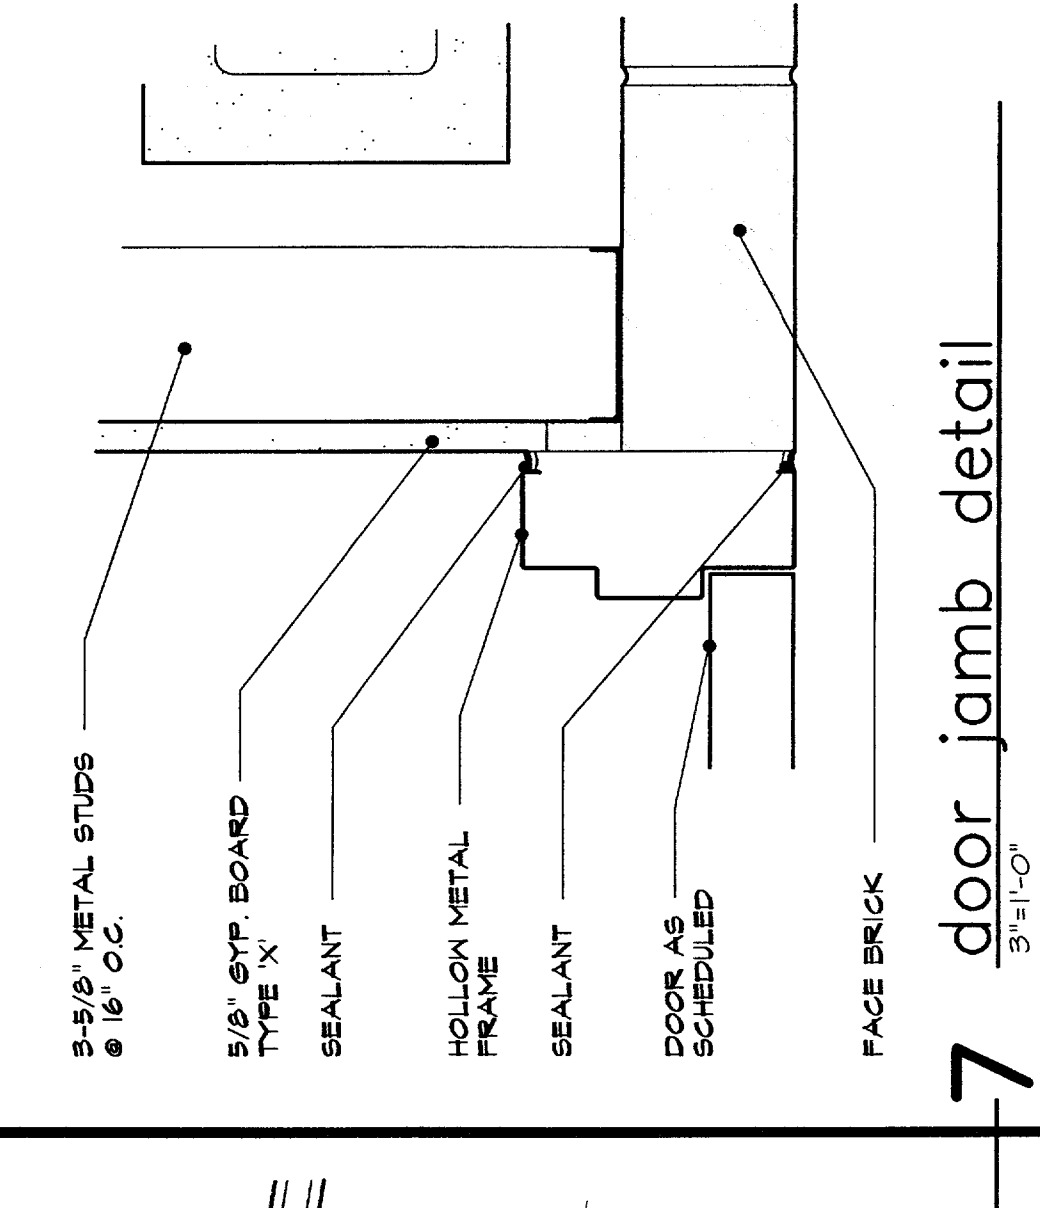 3-5/8" METAL STUDS
@ 16" O.C.
5/8" GYP. BOARD
TYPE 'X'
SEALANT
HOLLOW METAL
FRAME
SEALANT
DOOR AS
SCHEDULED
FACE BRICK
7 door jamb detail
3"=1'-0"